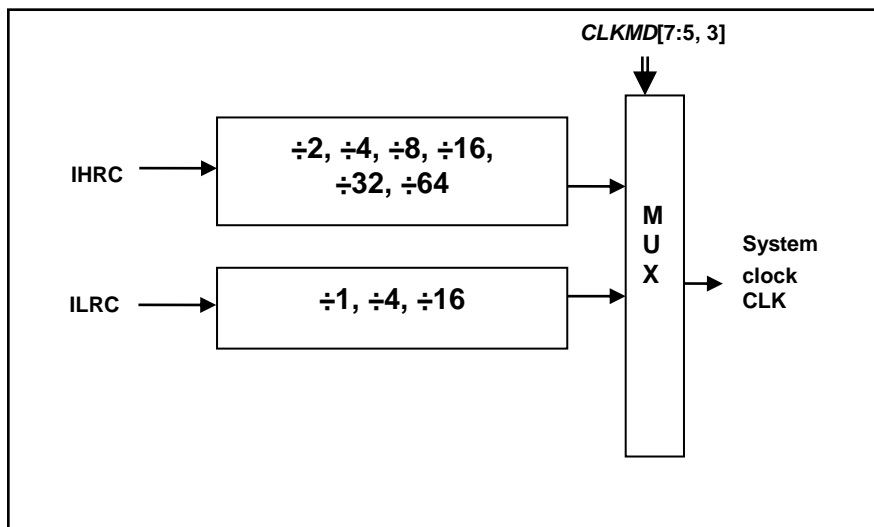 CLKMD[7:5, 3]
÷2, ÷4, ÷8, ÷16,
÷32, ÷64
IHRC
M
U
X
System
clock
CLK
ILRC
÷1, ÷4, ÷16